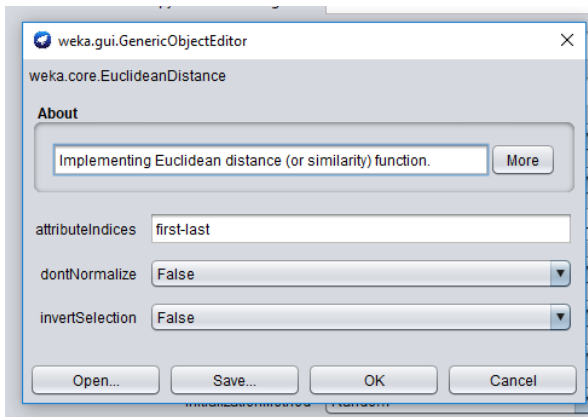 weka.gui.GenericObjectEditor
weka.core.EuclideanDistance
About
Implementing Euclidean distance (or similarity) function.
More
attributeIndices first-last
dontNormalize False
invertSelection False
Open... Save... OK Cancel